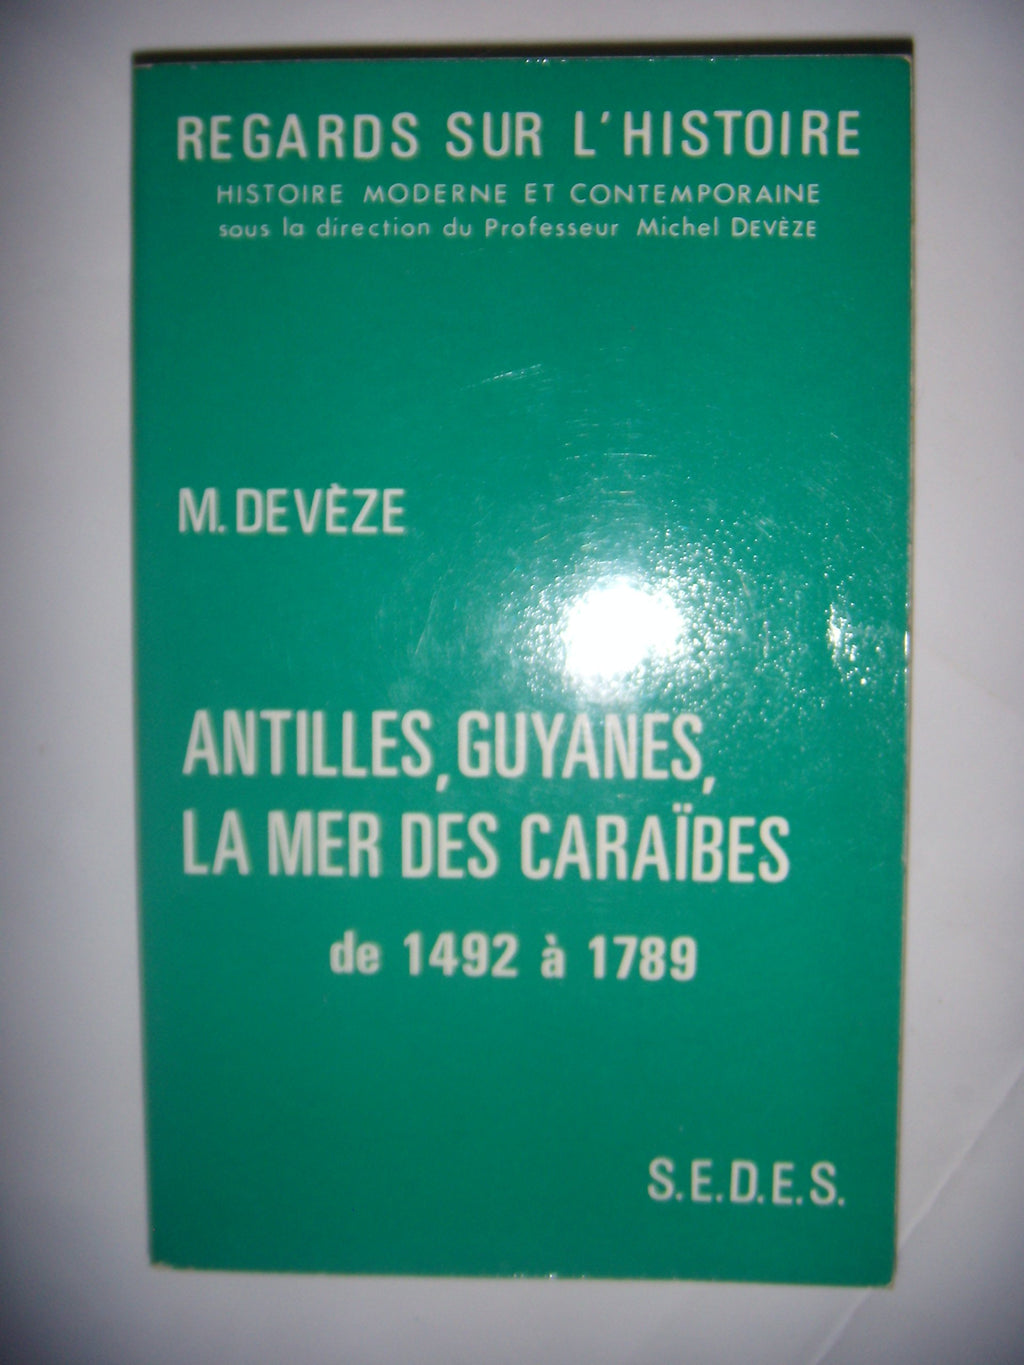 REGARDS SUR L'HISTOIRE
HISTOIRE MODERNE ET CONTEMPORAINE
sous la direction du Professeur Michel DEVÈZE
M. DEVÈZE
ANTILLES, GUYANES,
LA MER DES CARAÏBES
de 1492 à 1789
S.E.D.E.S.